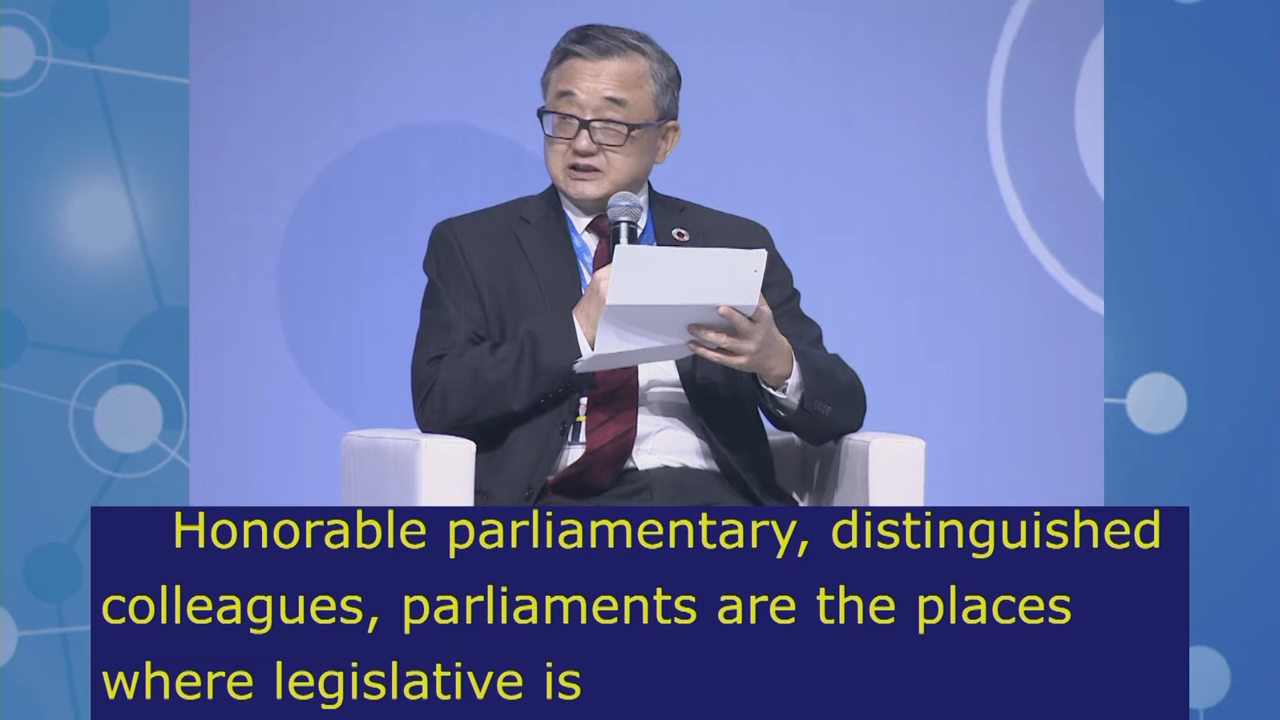 Honorable parliamentary, distinguished
colleagues, parliaments are the places
where legislative is